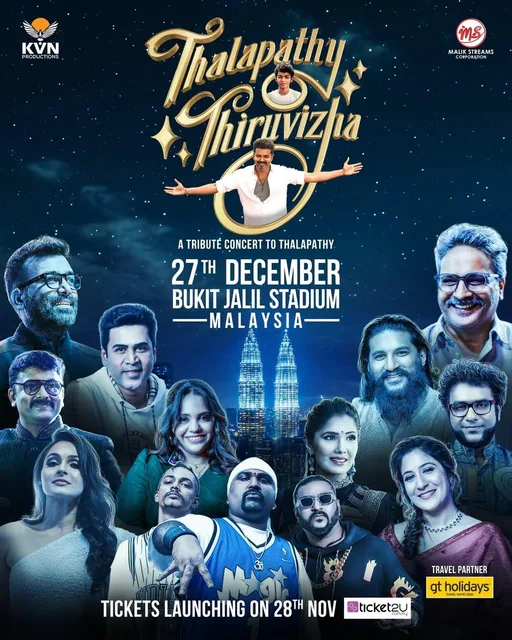 KVN
PRODUCTIONS
MS
MALIK STREAMS
CORPORATION
Thalapathy
Thiruvizha
A TRIBUTE CONCERT TO THALAPATHY
27TH DECEMBER
BUKIT JALIL STADIUM
MALAYSIA
TRAVEL PARTNER
gt holidays
TICKETS LAUNCHING ON 28TH NOV
ticket2u